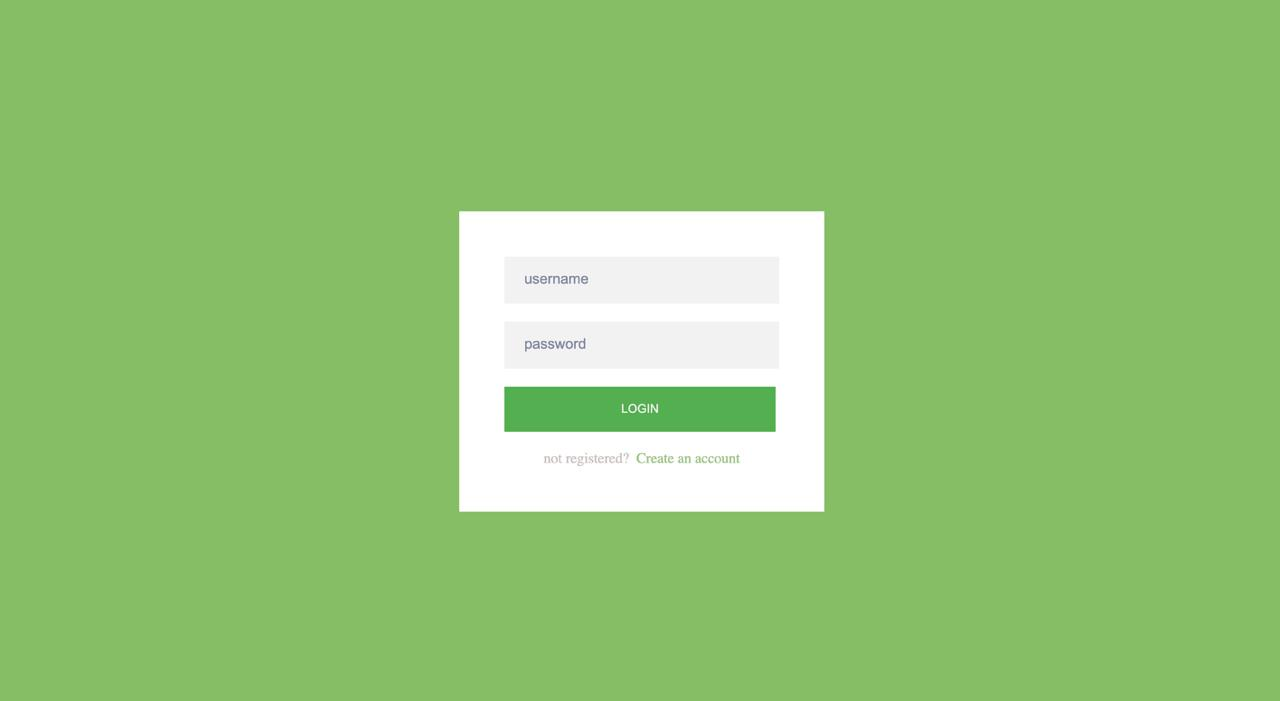 username
password
LOGIN
not registered? Create an account